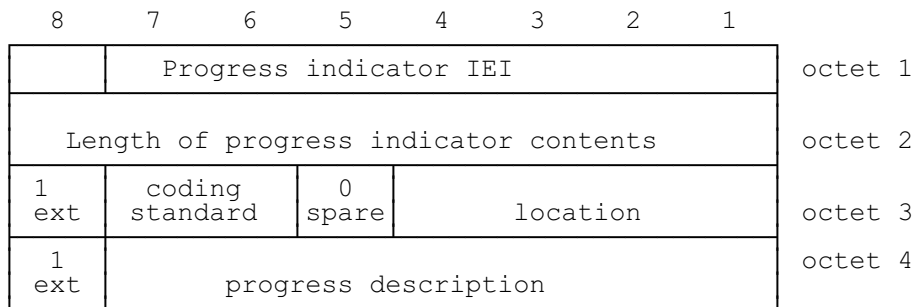 8 7 6 5 4 3 2 1
Progress indicator IEI octet 1
Length of progress indicator contents octet 2
1 coding 0
ext standard spare location octet 3
1 octet 4
ext progress description